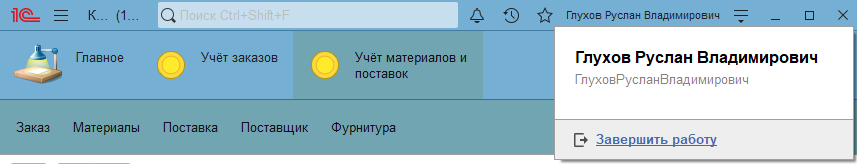 1С К... (1... Поиск Ctrl+Shift+F Глухов Руслан Владимирович
Главное Учёт заказов Учёт материалов и
поставок
Глухов Руслан Владимирович
ГлуховРусланВладимирович
Завершить работу
Заказ Материалы Поставка Поставщик Фурнитура